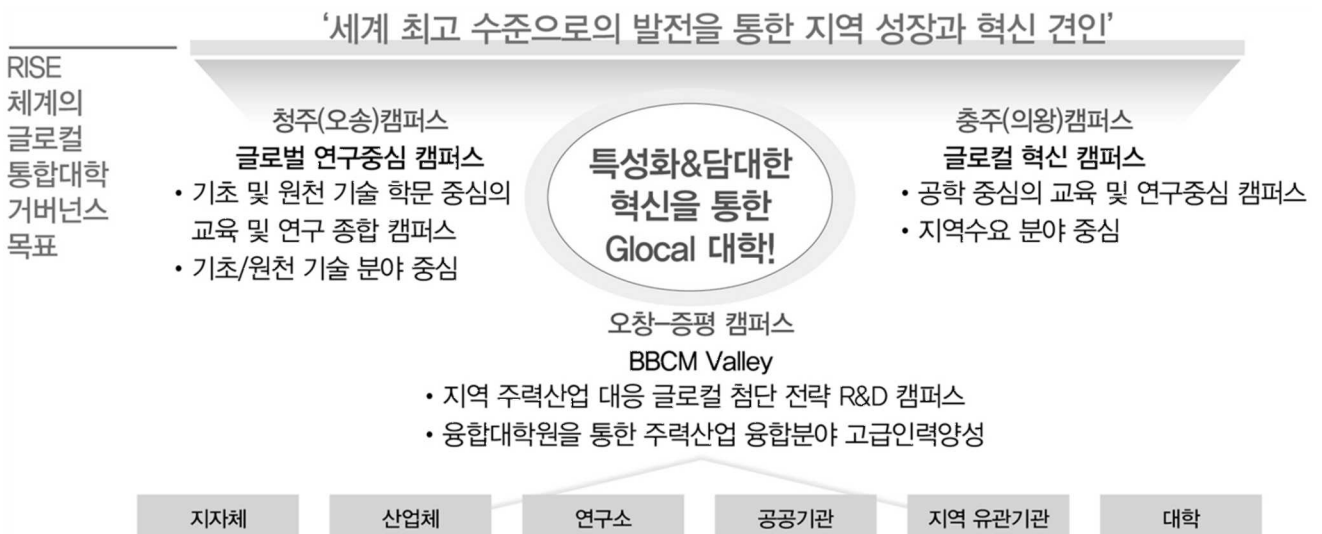 ‘세계 최고 수준으로의 발전을 통한 지역 성장과 혁신 견인’
RISE
체계의
글로컬
통합대학
거버넌스
목표
청주(오송)캠퍼스
글로벌 연구중심 캠퍼스
• 기초 및 원천 기술 학문 중심의
교육 및 연구 종합 캠퍼스
• 기초/원천 기술 분야 중심
특성화&담대한
혁신을 통한
Glocal 대학!
충주(의왕)캠퍼스
글로컬 혁신 캠퍼스
• 공학 중심의 교육 및 연구중심 캠퍼스
• 지역수요 분야 중심
오창-증평 캠퍼스
BBCM Valley
• 지역 주력산업 대응 글로컬 첨단 전략 R&D 캠퍼스
• 융합대학원을 통한 주력산업 융합분야 고급인력양성
지자체
산업체
연구소
공공기관
지역 유관기관
대학